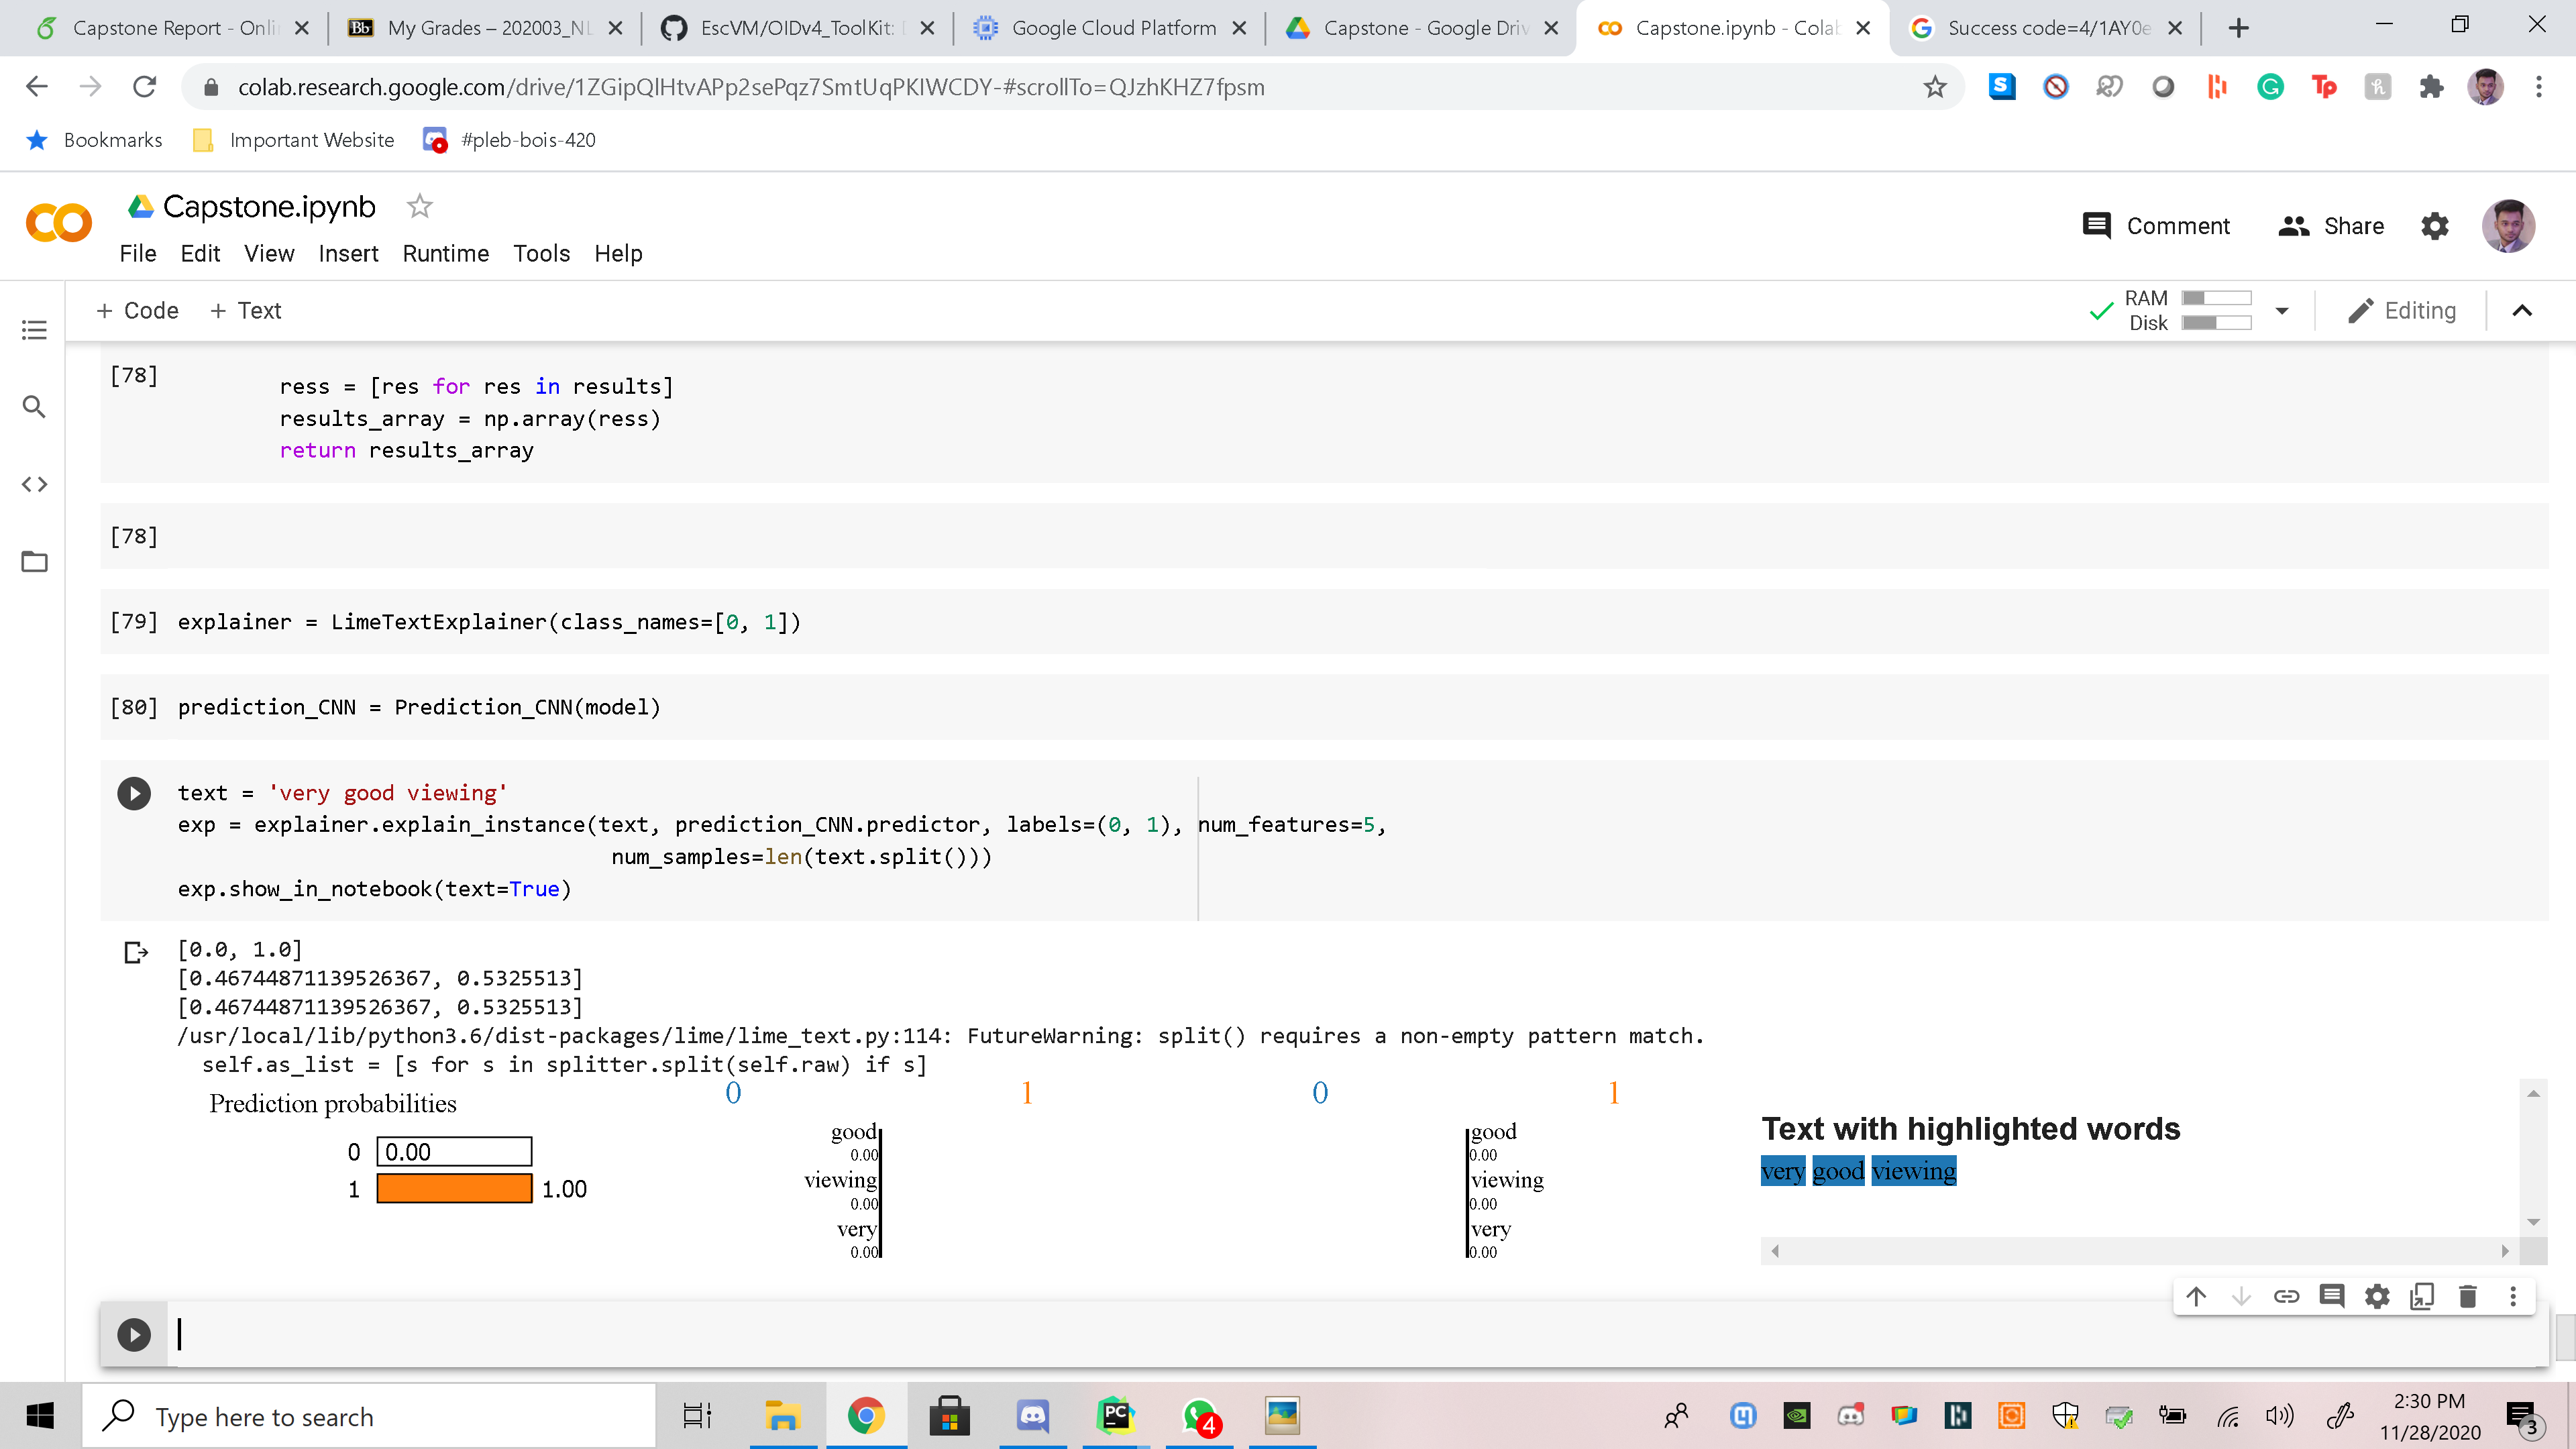 Capstone Report - Onli
My Grades – 202003_NL
EscVM/OIDv4_ToolKit:
Google Cloud Platform
Capstone - Google Driv
Capstone.ipynb - Colab
Success code=4/1AY0e
colab.research.google.com/drive/1ZGipQlHtvAPp2sePqz7SmtUqPKIWCDY-#scrollTo=QJzhKHZ7fpsm
Bookmarks
Important Website
#pleb-bois-420
Capstone.ipynb
Comment
Share
File Edit View Insert Runtime Tools Help
+ Code + Text
RAM
Disk
Editing
[78]
ress = [res for res in results]
results_array = np.array(ress)
return results_array
[78]
[79] explainer = LimeTextExplainer(class_names=[0, 1])
[80] prediction_CNN = Prediction_CNN(model)
text = 'very good viewing'
exp = explainer.explain_instance(text, prediction_CNN.predictor, labels=(0, 1), num_features=5,
num_samples=len(text.split()))
exp.show_in_notebook(text=True)
[0.0, 1.0]
[0.46744871139526367, 0.5325513]
[0.46744871139526367, 0.5325513]
/usr/local/lib/python3.6/dist-packages/lime/lime_text.py:114: FutureWarning: split() requires a non-empty pattern match.
self.as_list = [s for s in splitter.split(self.raw) if s]
Prediction probabilities
0 0.00
1 1.00
0 1
good
0.00
viewing
0.00
very
0.00
0 1
good
0.00
viewing
0.00
very
0.00
Text with highlighted words
very good viewing
Type here to search
4
2:30 PM
11/28/2020
3